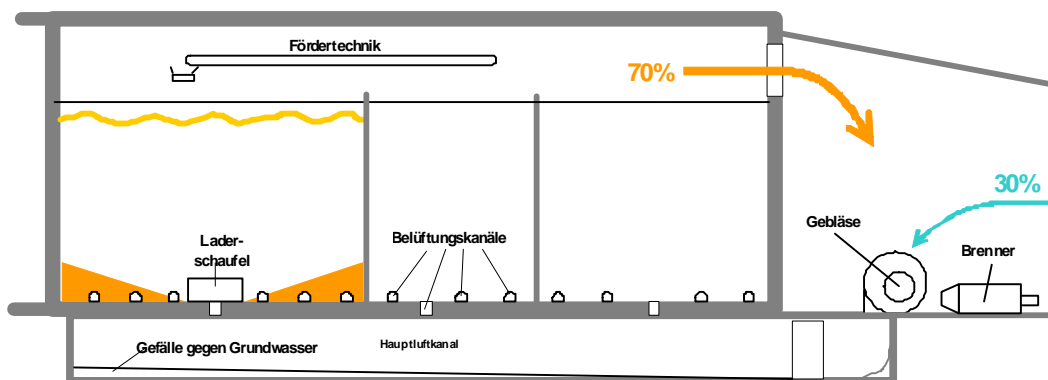 Fördertechnik
70%
30%
Gebläse
Brenner
Lader-
schaufel
Belüftungskanäle
Gefälle gegen Grundwasser
Hauptluftkanal